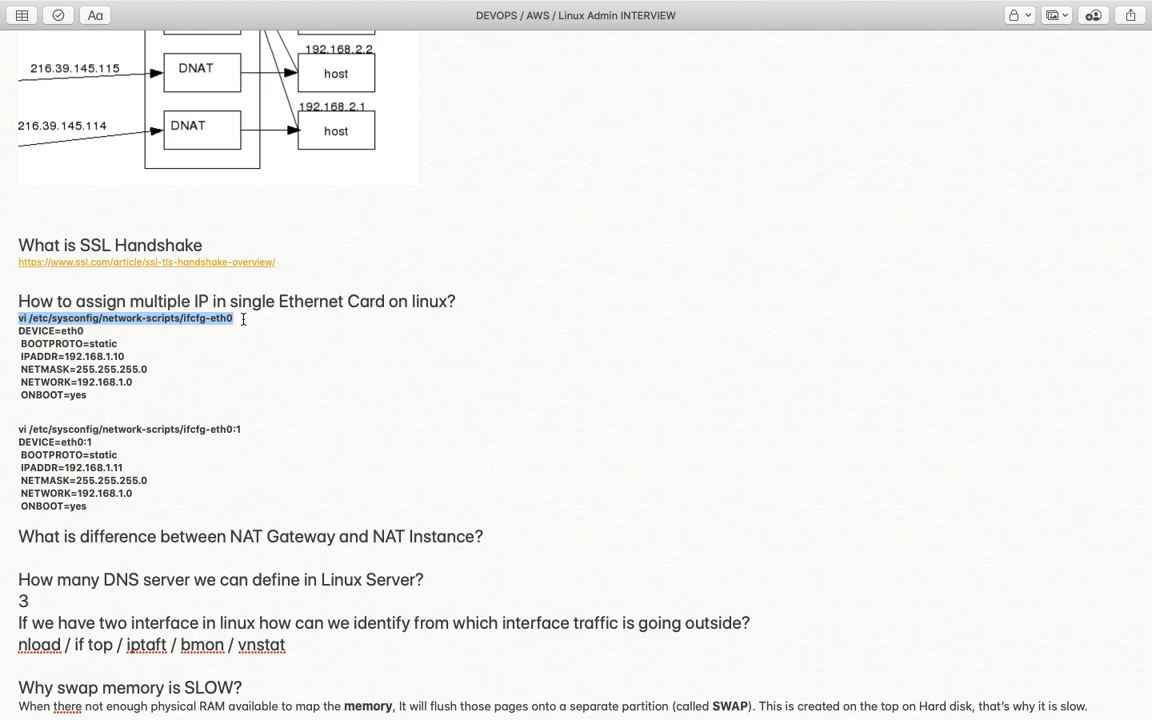 Aa
DEVOPS / AWS / Linux Admin INTERVIEW
192.168.2.2
216.39.145.115
DNAT
host
192.168.2.1
216.39.145.114
DNAT
host
What is SSL Handshake
https://www.ssl.com/article/ssl-tls-handshake-overview/
How to assign multiple IP in single Ethernet Card on linux?
vi /etc/sysconfig/network-scripts/ifcfg-eth0
DEVICE=eth0
BOOTPROTO=static
IPADDR=192.168.1.10
NETMASK=255.255.255.0
NETWORK=192.168.1.0
ONBOOT=yes
vi /etc/sysconfig/network-scripts/ifcfg-eth0:1
DEVICE=eth0:1
BOOTPROTO=static
IPADDR=192.168.1.11
NETMASK=255.255.255.0
NETWORK=192.168.1.0
ONBOOT=yes
What is difference between NAT Gateway and NAT Instance?
How many DNS server we can define in Linux Server?
3
If we have two interface in linux how can we identify from which interface traffic is going outside?
nload / if top / iptaft / bmon / vnstat
Why swap memory is SLOW?
When there not enough physical RAM available to map the memory, It will flush those pages onto a separate partition (called SWAP). This is created on the top on Hard disk, that's why it is slow.